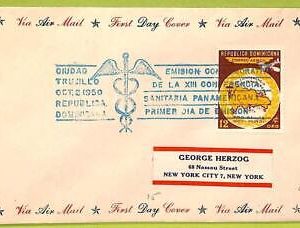 Via Air Mail ★ First Day Cover ★ Via Air Mail
CIUDAD
TRUJILLO
OCT, 2, 1950
REPUBLICA
DOMINICANA
EMISION
DE LA XIII CONFERENCIA
SANITARIA PANAMERICANA
PRIMER DIA DE EMISION
REPUBLICA DOMINICANA
CORREO AEREO
12
ORO
GEORGE HERZOG
68 Nassau Street
NEW YORK CITY 7, NEW YORK
Via Air Mail ★ First Day Cover ★ Via Air Mail